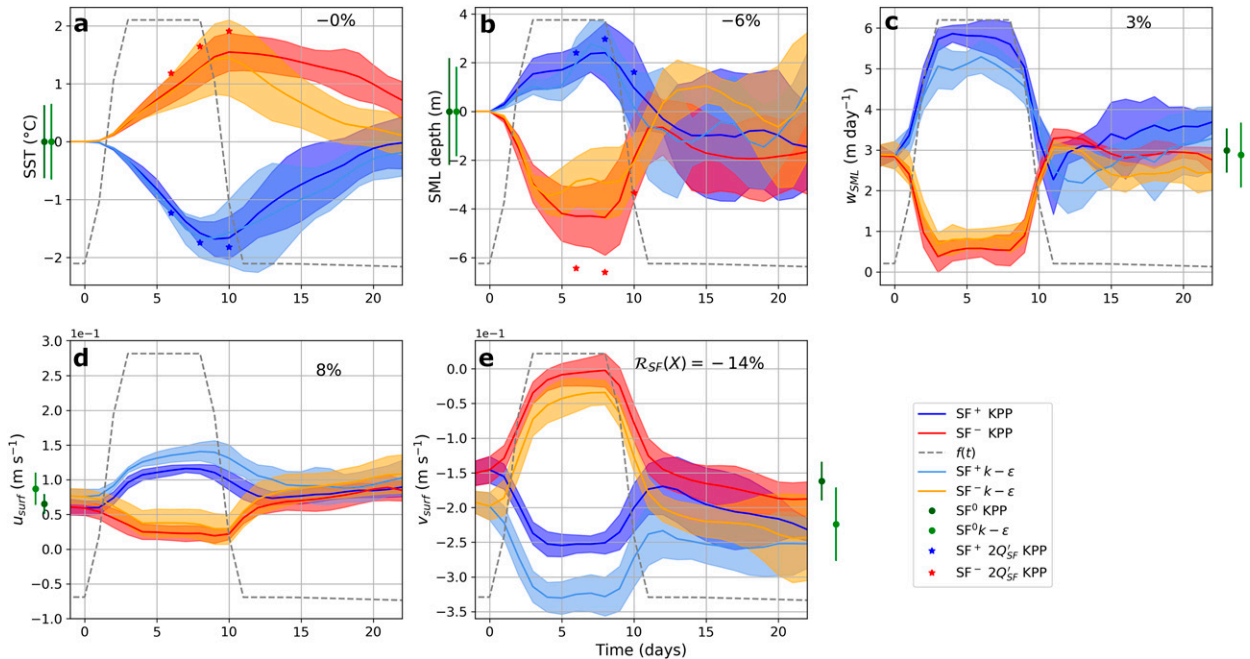 a
−0%
SST (°C)
2
1
0
−1
−2
0
5
10
15
20
b
−6%
SML depth (m)
4
2
0
−2
−4
−6
0
5
10
15
20
c
3%
w_SML (m day⁻¹)
6
5
4
3
2
1
0
0
5
10
15
20
1e−1
d
8%
u_surf (m s⁻¹)
3.0
2.5
2.0
1.5
1.0
0.5
0.0
−0.5
−1.0
0
5
10
15
20
1e−1
e
R_SF(X) = −14%
v_surf (m s⁻¹)
0.0
−0.5
−1.0
−1.5
−2.0
−2.5
−3.0
−3.5
0
5
10
15
20
Time (days)
SF⁺ KPP
SF⁻ KPP
f(t)
SF⁺k − ε
SF⁻k − ε
SF⁰ KPP
SF⁰k − ε
SF⁺ 2Q′_SF KPP
SF⁻ 2Q′_SF KPP